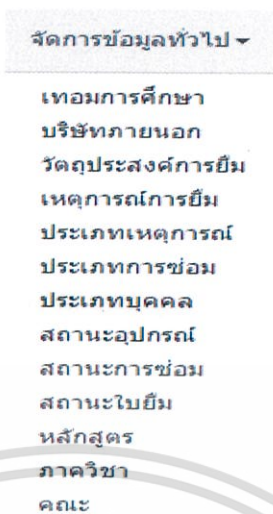 จัดการข้อมูลทั่วไป
เทอมการศึกษา
บริษัทภายนอก
วัตถุประสงค์การยืม
เหตุการณ์การยืม
ประเภทเหตุการณ์
ประเภทการซ่อม
ประเภทบุคคล
สถานะอุปกรณ์
สถานะการซ่อม
สถานะใบยืม
หลักสูตร
ภาควิชา
คณะ